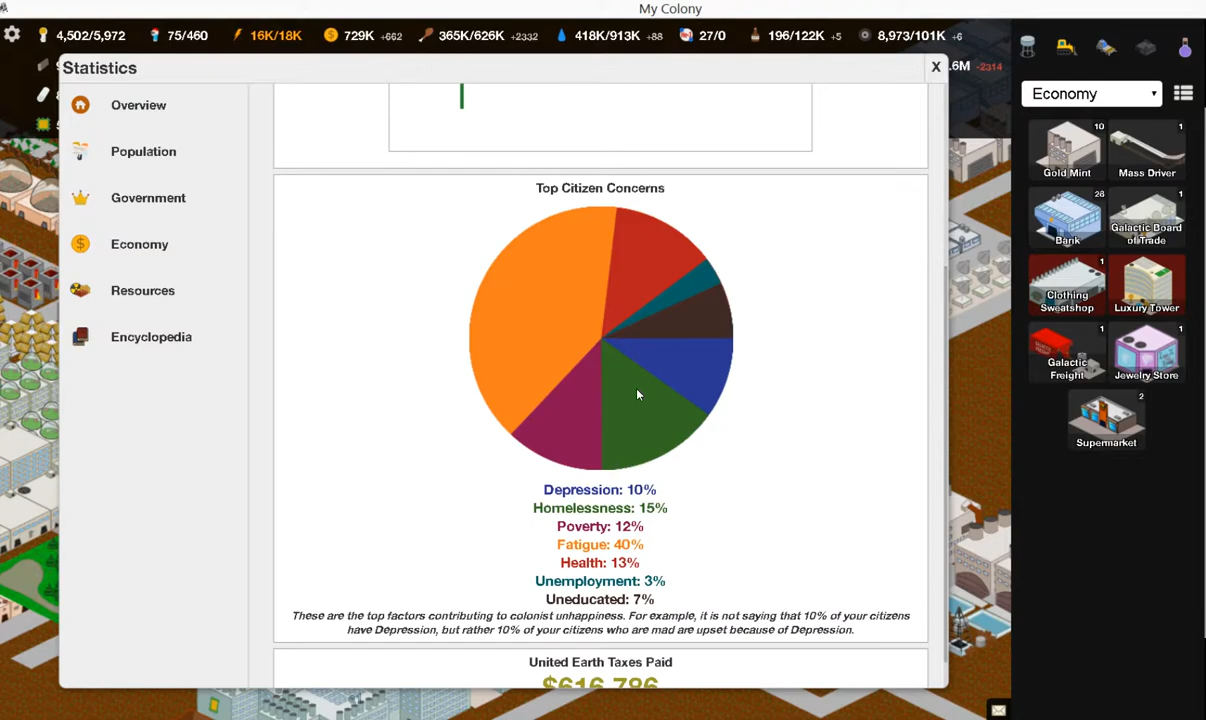 My Colony
4,502/5,972 75/460 16K/18K 729K +662 365K/626K +2332 418K/913K +88 27/0 196/122K +5 8,973/101K +6
Statistics X
.6M -2314
Overview
Population
Government
Economy
Resources
Encyclopedia
Top Citizen Concerns
Depression: 10%
Homelessness: 15%
Poverty: 12%
Fatigue: 40%
Health: 13%
Unemployment: 3%
Uneducated: 7%
These are the top factors contributing to colonist unhappiness. For example, it is not saying that 10% of your citizens
have Depression, but rather 10% of your citizens who are mad are upset because of Depression.
United Earth Taxes Paid
$616,786
Economy
10 1
Gold Mint Mass Driver
1
Bank Galactic Board
of Trade
1
Clothing
Sweatshop Luxury Tower
1 1
Galactic
Freight Jewelry Store
2
Supermarket